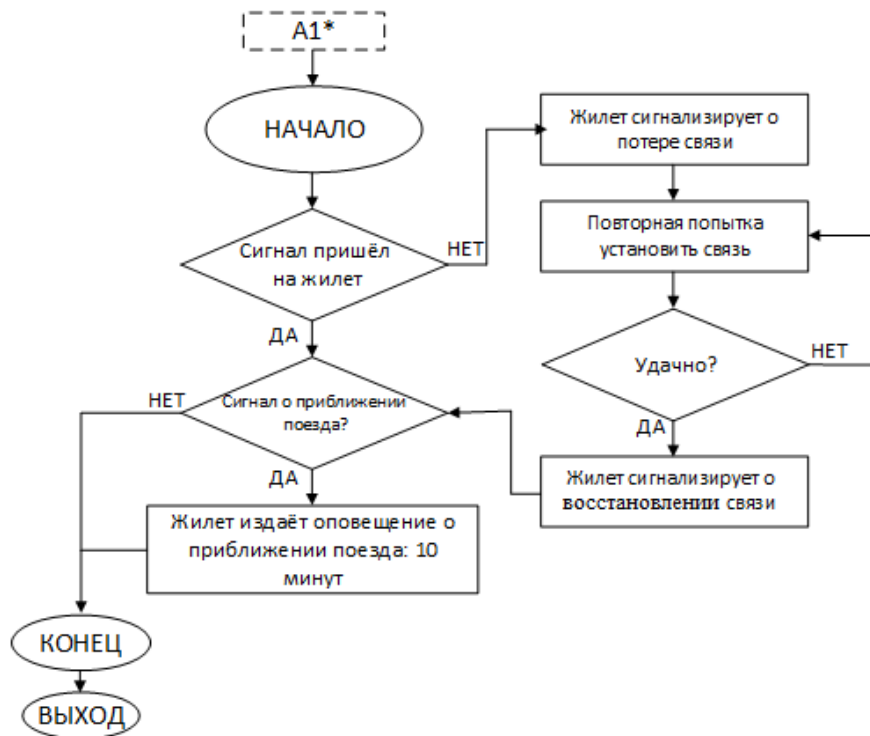 А1*
НАЧАЛО
Сигнал пришёл
на жилет
НЕТ
ДА
Жилет сигнализирует о
потере связи
Повторная попытка
установить связь
Удачно?
НЕТ
ДА
Жилет сигнализирует о
восстановлении связи
Сигнал о приближении
поезда?
НЕТ
ДА
Жилет издаёт оповещение о
приближении поезда: 10
минут
КОНЕЦ
ВЫХОД